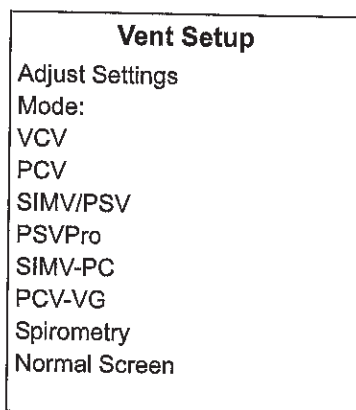 Vent Setup
Adjust Settings
Mode:
VCV
PCV
SIMV/PSV
PSVPro
SIMV-PC
PCV-VG
Spirometry
Normal Screen